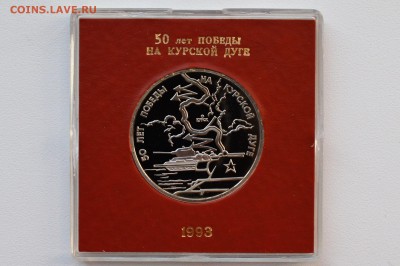 COINS.LAVE.RU
50 лет ПОБЕДЫ
НА КУРСКОЙ ДУГЕ
50 ЛЕТ ПОБЕДЫ НА КУРСКОЙ ДУГЕ
1993